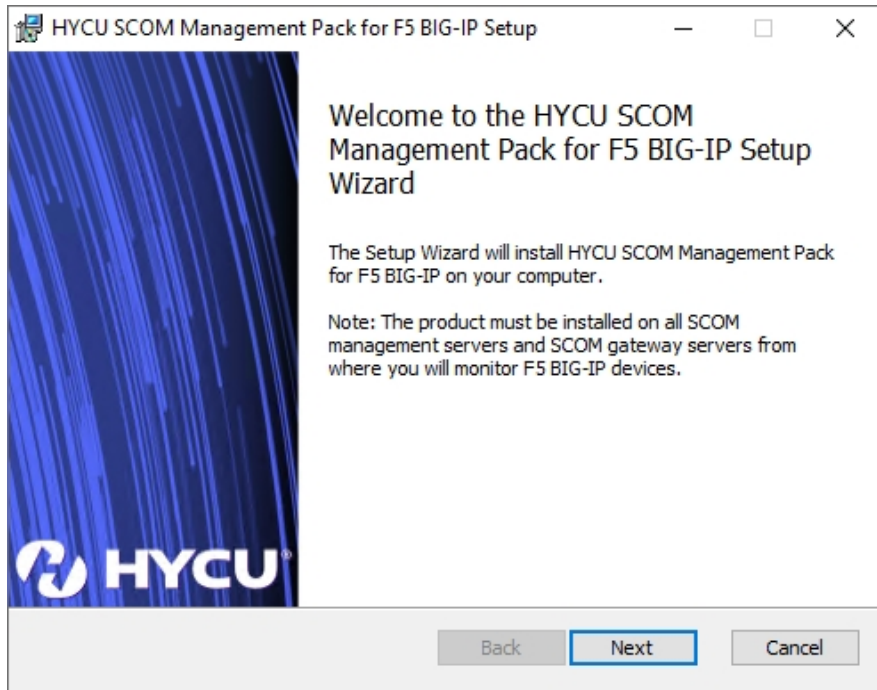 HYCU SCOM Management Pack for F5 BIG-IP Setup
Welcome to the HYCU SCOM
Management Pack for F5 BIG-IP Setup
Wizard
The Setup Wizard will install HYCU SCOM Management Pack
for F5 BIG-IP on your computer.
Note: The product must be installed on all SCOM
management servers and SCOM gateway servers from
where you will monitor F5 BIG-IP devices.
HYCU®
Back
Next
Cancel